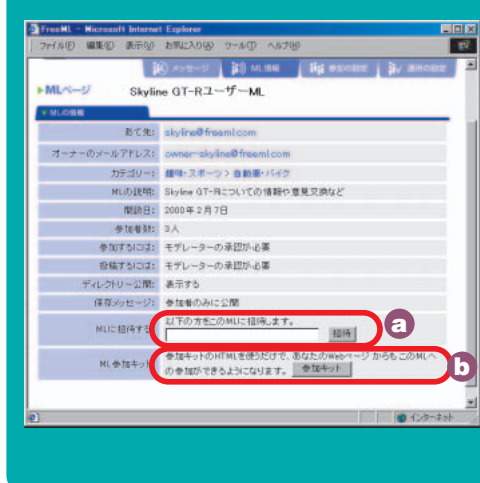 FreeML - Microsoft Internet Explorer
ファイル(F) 編集(E) 表示(V) お気に入り(A) ツール(T) ヘルプ(H)
メッセージ ML情報
MLページ Skyline GT-RユーザーML
▼ MLの情報
あて先: skyline@freeml.com
オーナーのメールアドレス: owner-skyline@freeml.com
カテゴリー: 趣味・スポーツ > 自動車・バイク
MLの説明: Skyline GT-Rについての情報や意見交換など
開設日: 2000年2月7日
参加者数: 3人
参加するには: モデレーターの承認が必要
投稿するには: モデレーターの承認が必要
ディレクトリー公開: 表示する
保存メッセージ: 参加者のみに公開
MLに招待する 以下の方をこのMLに招待します。
招待
a
ML参加キット 参加キットのHTMLを使うだけで、あなたのWebページ からもこのMLへ
の参加ができるようになります。 参加キット
b
インターネット